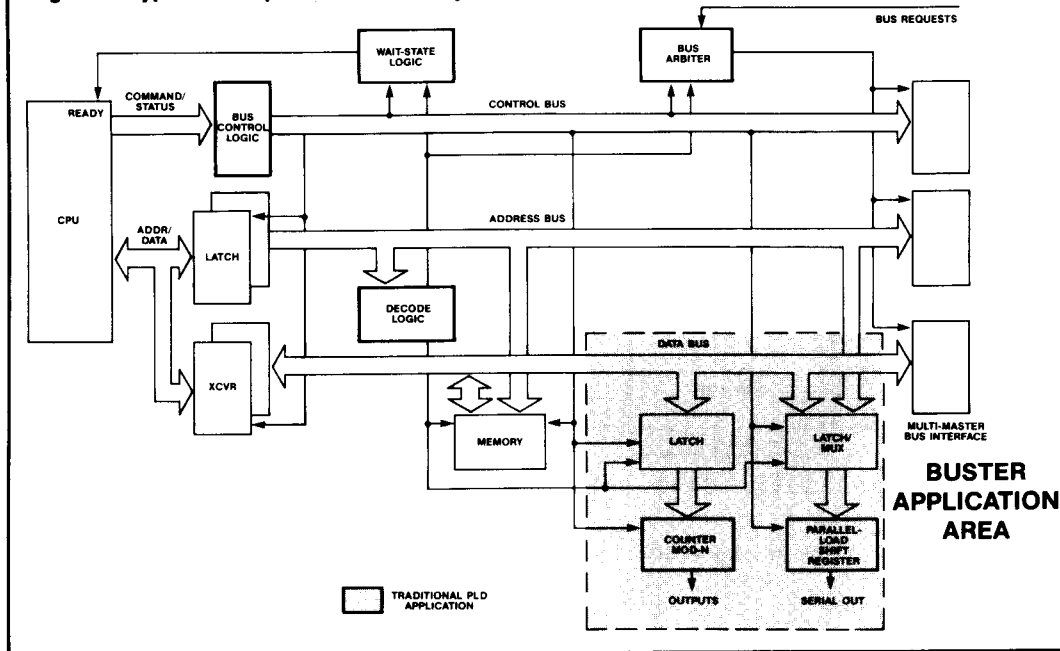 BUS REQUESTS
WAIT-STATE
LOGIC
BUS
ARBITER
COMMAND/
STATUS
READY
BUS
CONTROL
LOGIC
CONTROL BUS
CPU
ADDR/
DATA
LATCH
ADDRESS BUS
DECODE
LOGIC
XCVR
DATA BUS
MEMORY
LATCH
LATCH/
MUX
MULTI-MASTER
BUS INTERFACE
BUSTER
APPLICATION
AREA
COUNTER
MOD-N
PARALLEL-
LOAD
SHIFT
REGISTER
OUTPUTS
SERIAL OUT
TRADITIONAL PLD
APPLICATION